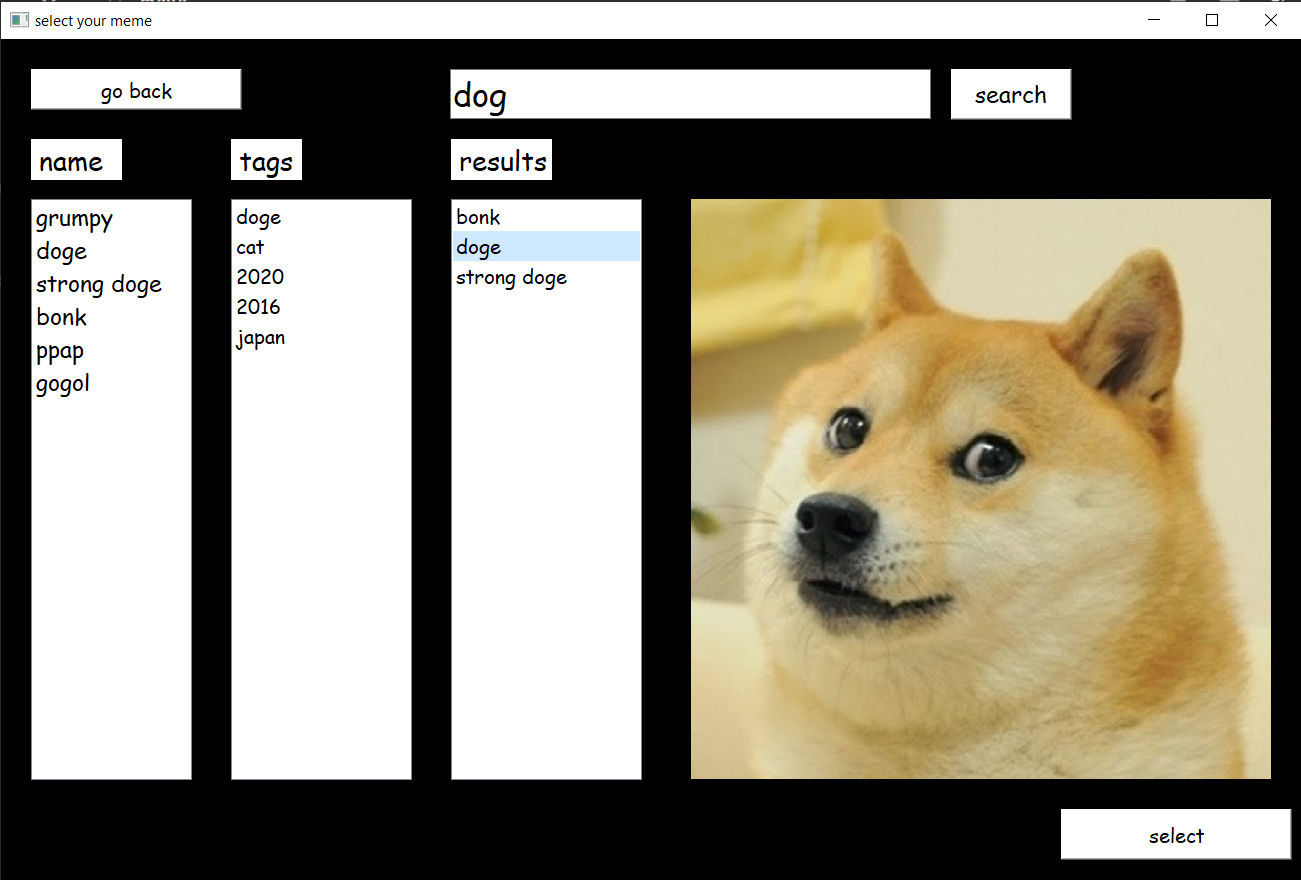 select your meme
go back
dog
search
name
tags
results
grumpy
doge
strong doge
bonk
ppap
gogol
doge
cat
2020
2016
japan
bonk
doge
strong doge
select